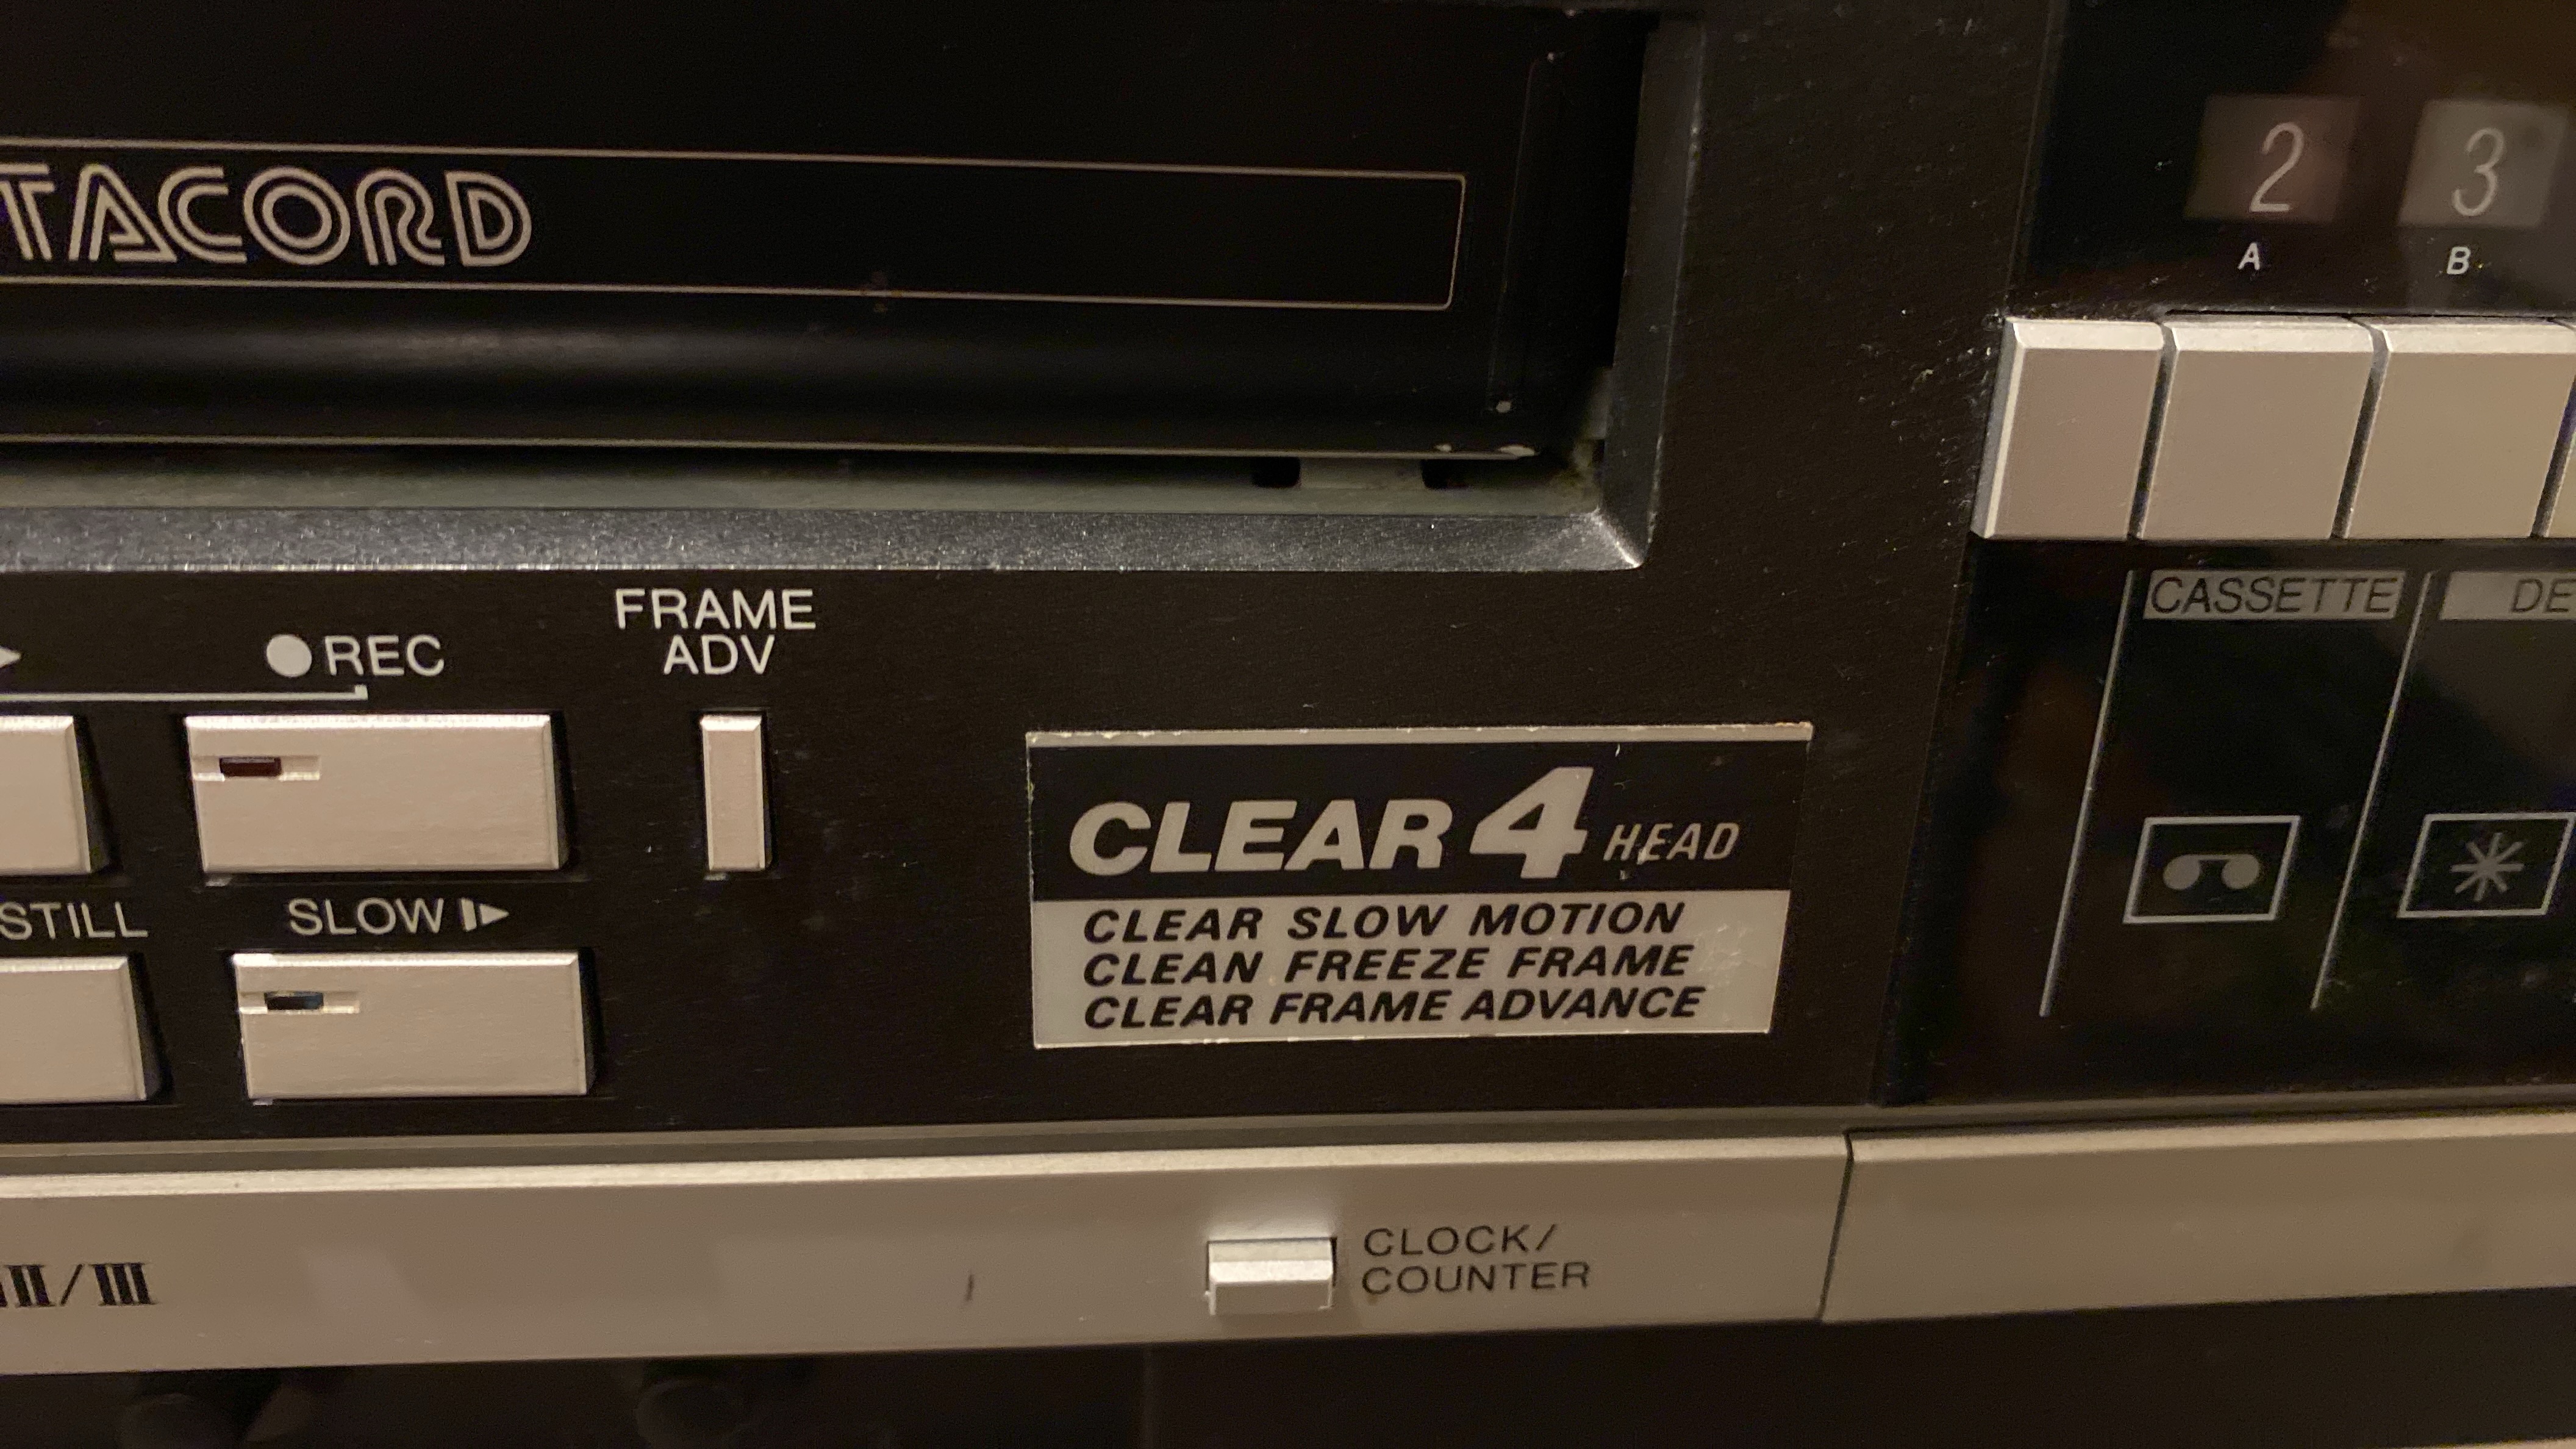 TACORD
2 3
A B
CASSETTE DE
FRAME
ADV
REC
STILL SLOW
CLEAR 4 HEAD
CLEAR SLOW MOTION
CLEAN FREEZE FRAME
CLEAR FRAME ADVANCE
II/III
CLOCK/
COUNTER